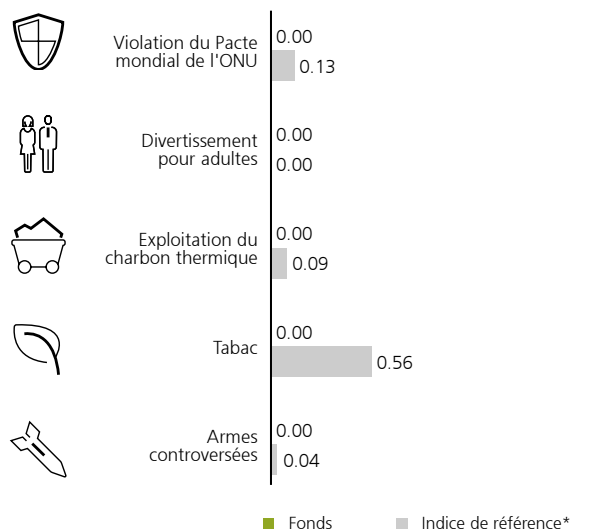 0.00
Violation du Pacte
mondial de l'ONU
0.13
0.00
Divertissement
pour adultes
0.00
0.00
Exploitation du
charbon thermique
0.09
0.00
Tabac
0.56
0.00
Armes
controversées
0.04
Fonds Indice de référence*